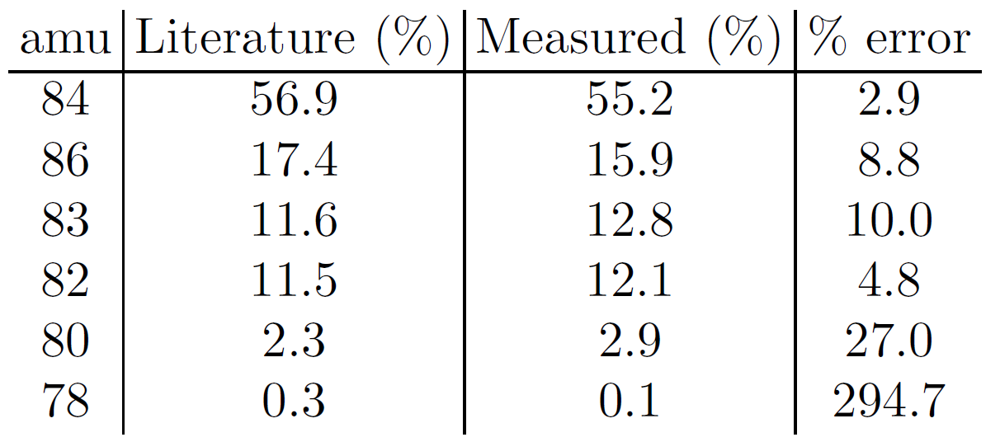 amu Literature (%) Measured (%) % error
84 56.9 55.2 2.9
86 17.4 15.9 8.8
83 11.6 12.8 10.0
82 11.5 12.1 4.8
80 2.3 2.9 27.0
78 0.3 0.1 294.7